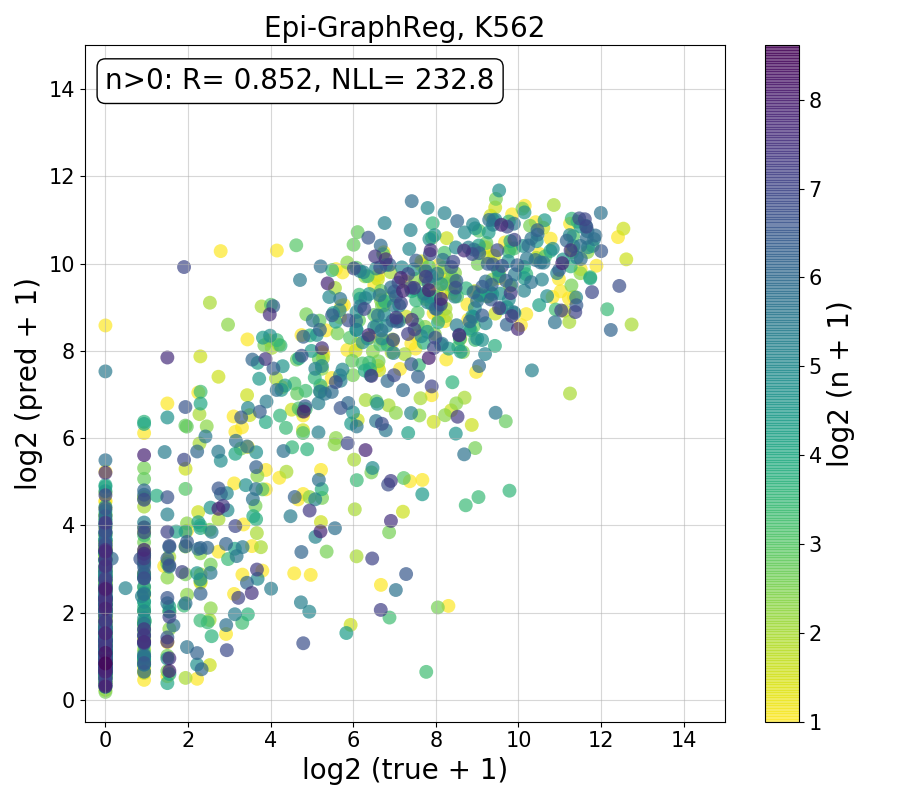 Epi-GraphReg, K562
n>0: R= 0.852, NLL= 232.8
log2 (pred + 1)
14
12
10
8
6
4
2
0
0 2 4 6 8 10 12 14
log2 (true + 1)
8
7
6
5
4
3
2
1
log2 (n + 1)